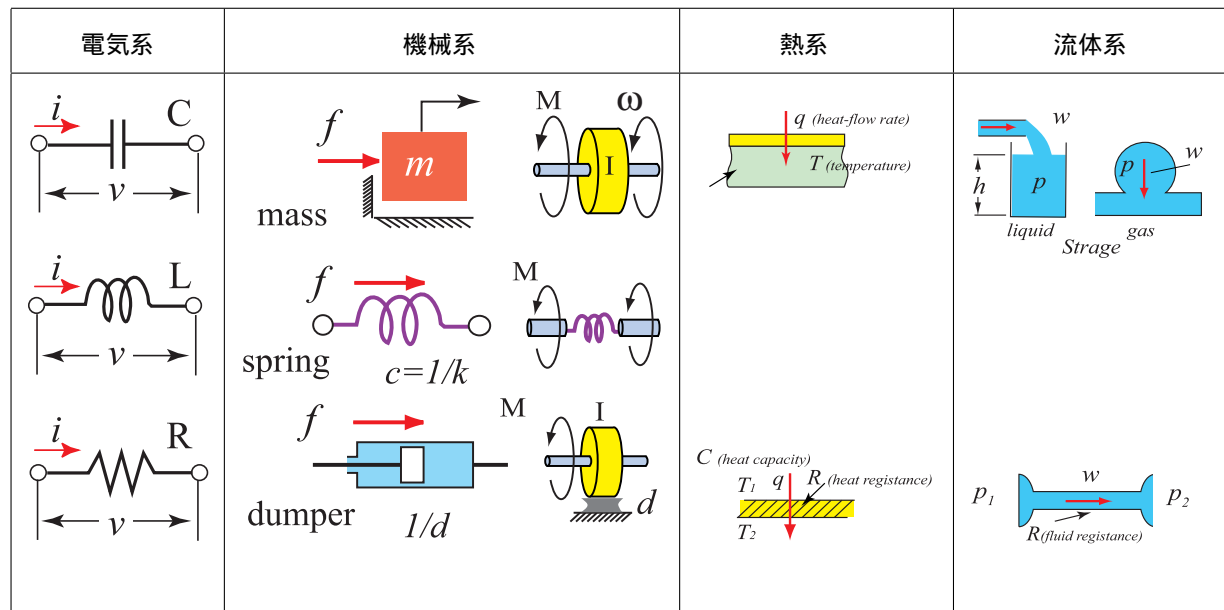 電気系 機械系 熱系 流体系
i C
v
f m
mass
M ω
I
q (heat-flow rate)
T (temperature)
w
h p
liquid
p w
gas
Strage
i L
v
f
spring c=1/k
M
i R
v
f
dumper 1/d
M I
d
C (heat capacity)
T1 q R (heat registance)
T2
p1 w p2
R(fluid registance)